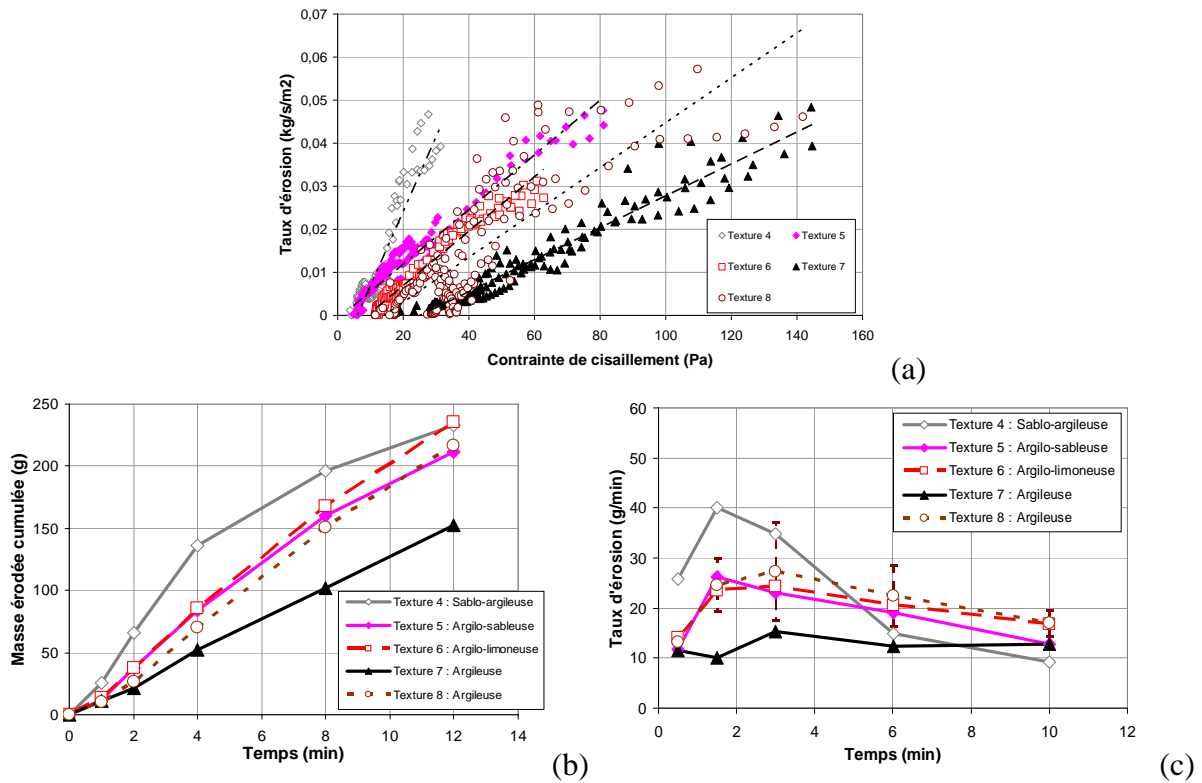 Taux d'érosion (kg/s/m2)
0,07
0,06
0,05
0,04
0,03
0,02
0,01
0
0 20 40 60 80 100 120 140 160
Contrainte de cisaillement (Pa)
Texture 4 Texture 5
Texture 6 Texture 7
Texture 8
(a)
Masse érodée cumulée (g)
250
200
150
100
50
0
0 2 4 6 8 10 12 14
Temps (min)
Texture 4 : Sablo-argileuse
Texture 5 : Argilo-sableuse
Texture 6 : Argilo-limoneuse
Texture 7 : Argileuse
Texture 8 : Argileuse
(b)
Taux d'érosion (g/min)
60
50
40
30
20
10
0
0 2 4 6 8 10 12
Temps (min)
Texture 4 : Sablo-argileuse
Texture 5 : Argilo-sableuse
Texture 6 : Argilo-limoneuse
Texture 7 : Argileuse
Texture 8 : Argileuse
(c)